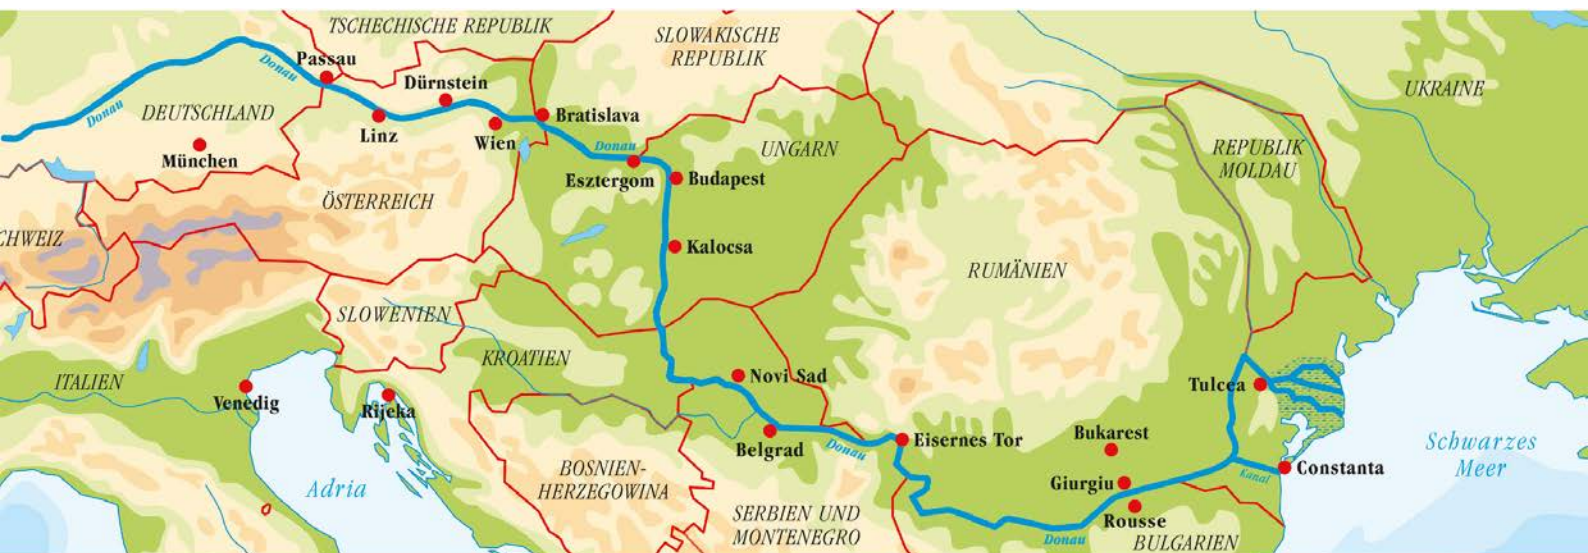 TSCHECHISCHE REPUBLIK
SLOWAKISCHE
REPUBLIK
Passau
Donau
Dürnstein
UKRAINE
Donau
DEUTSCHLAND
Linz
Wien
Bratislava
Donau
UNGARN
REPUBLIK
MOLDAU
München
Esztergom
Budapest
ÖSTERREICH
CHWEIZ
Kalocsa
RUMÄNIEN
SLOWENIEN
KROATIEN
ITALIEN
Venedig
Rijeka
Novi Sad
Tulcea
Belgrad
Donau
Eisernes Tor
Bukarest
Schwarzes
Meer
BOSNIEN-
HERZEGOWINA
Adria
Giurgiu
Kanal
Constanta
SERBIEN UND
MONTENEGRO
Rousse
Donau
BULGARIEN